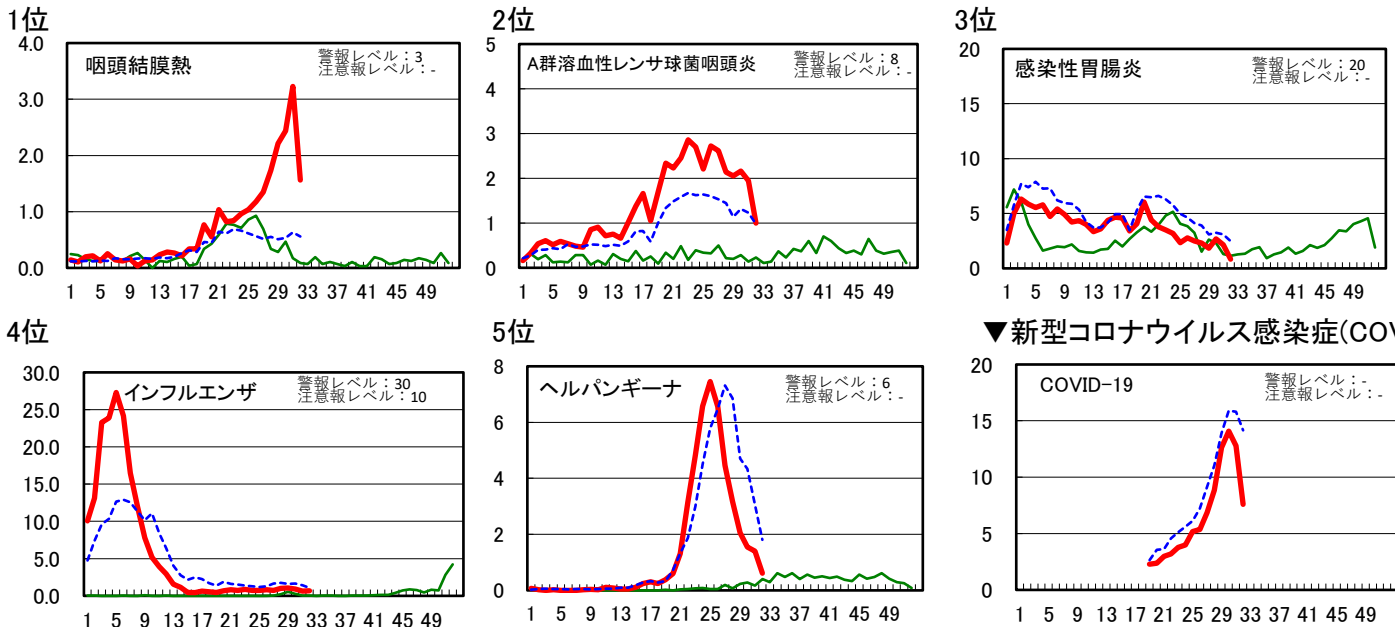 1位
2位
3位
4.0
3.0
2.0
1.0
0.0
咽頭結膜熱
警報レベル：3
注意報レベル：-
1 5 9 13 17 21 25 29 33 37 41 45 49
5
4
3
2
1
0
A群溶血性レンサ球菌咽頭炎
警報レベル：8
注意報レベル：-
1 5 9 13 17 21 25 29 33 37 41 45 49
20
15
10
5
0
感染性胃腸炎
警報レベル：20
注意報レベル：-
1 5 9 13 17 21 25 29 33 37 41 45 49
4位
5位
▼新型コロナウイルス感染症(COV
30.0
25.0
20.0
15.0
10.0
5.0
0.0
インフルエンザ
警報レベル：30
注意報レベル：10
1 5 9 13 17 21 25 29 33 37 41 45 49
8
6
4
2
0
ヘルパンギーナ
警報レベル：6
注意報レベル：-
1 5 9 13 17 21 25 29 33 37 41 45 49
20
15
10
5
0
COVID-19
警報レベル：-
注意報レベル：-
1 5 9 13 17 21 25 29 33 37 41 45 49